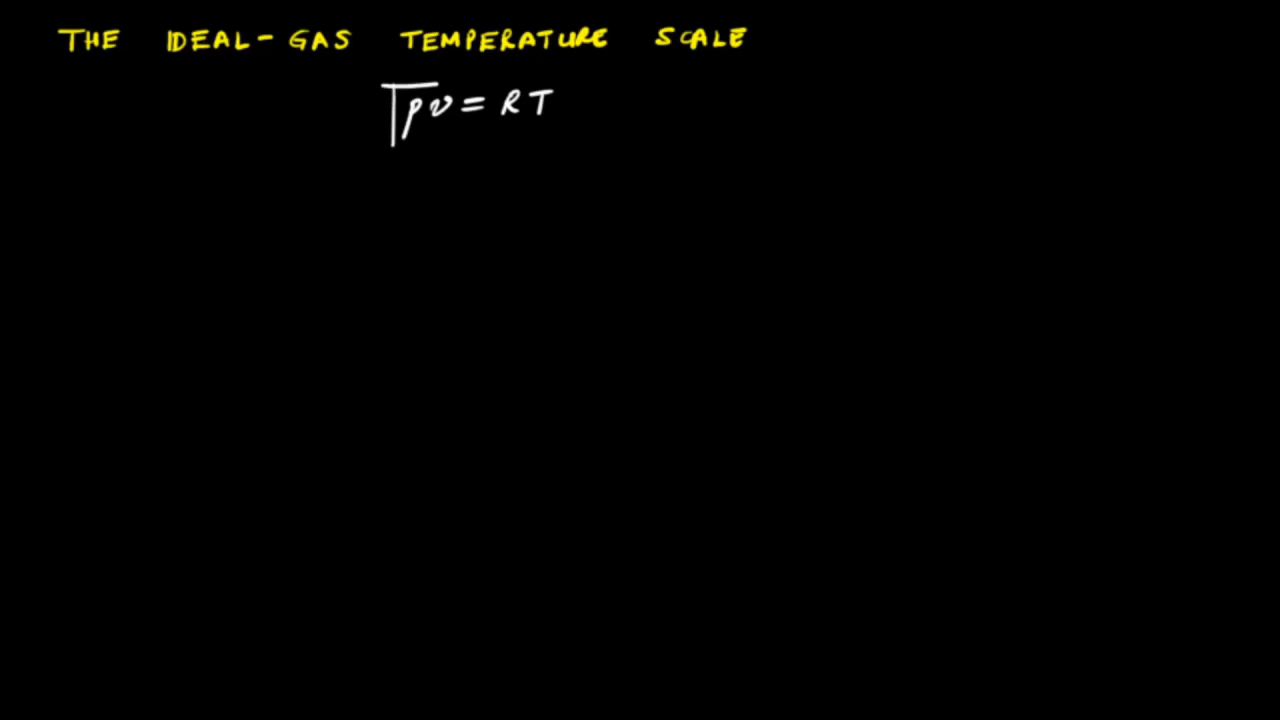 THE IDEAL-GAS TEMPERATURE SCALE
pv = RT